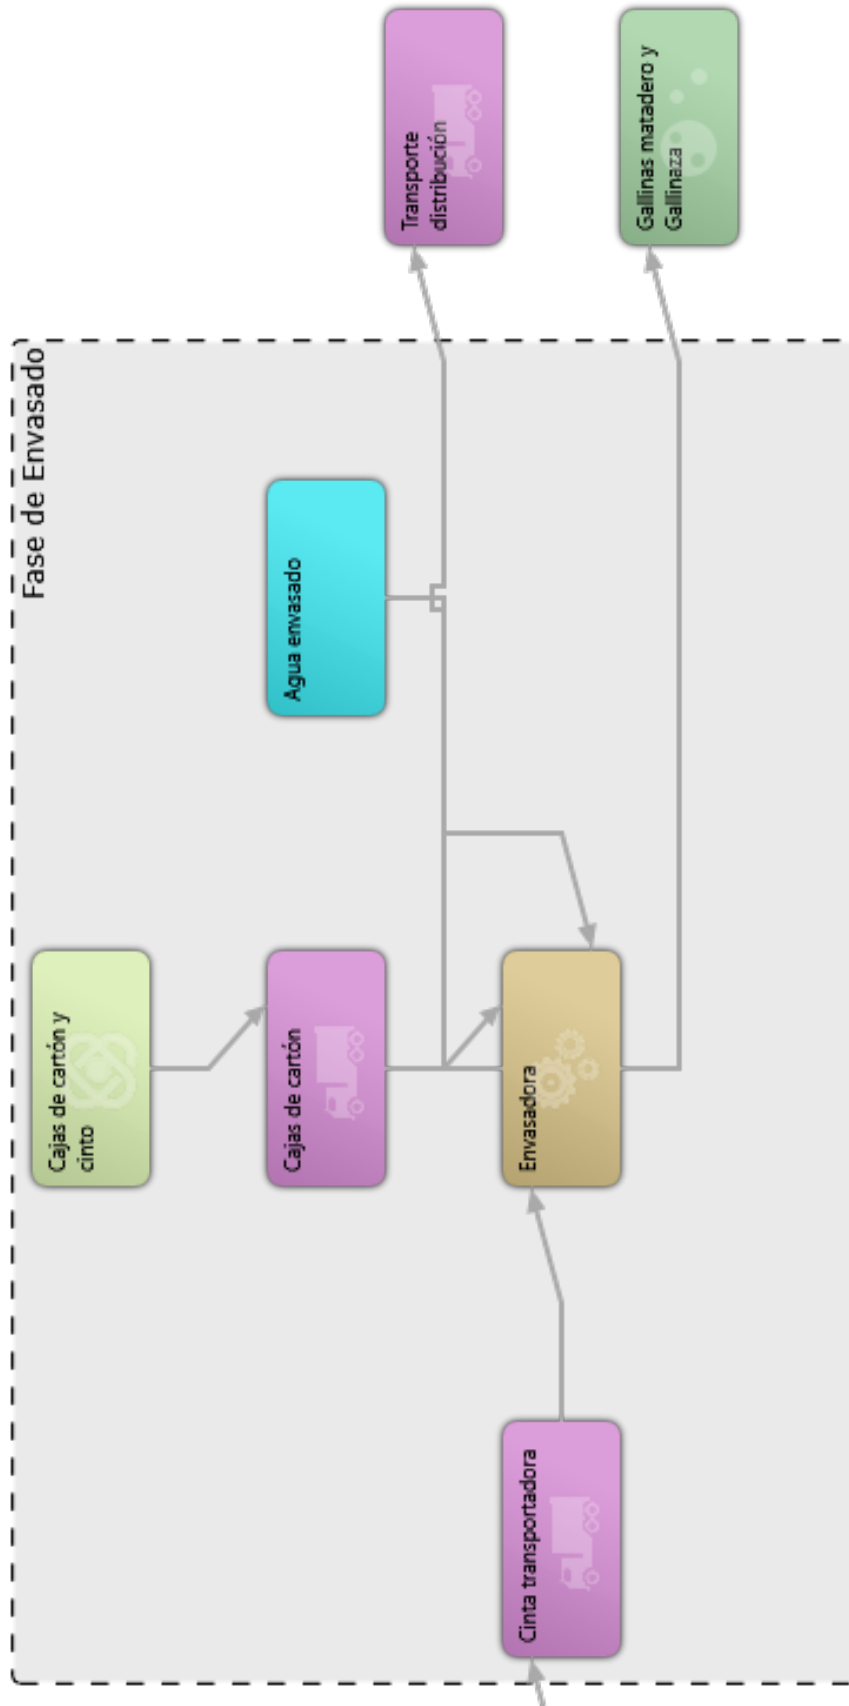 Fase de Envasado
Cajas de cartón y
cinto
Cajas de cartón
Agua envasado
Transporte
distribución
Cinta transportadora
Envasadora
Gallinas matadero y
Gallinaza